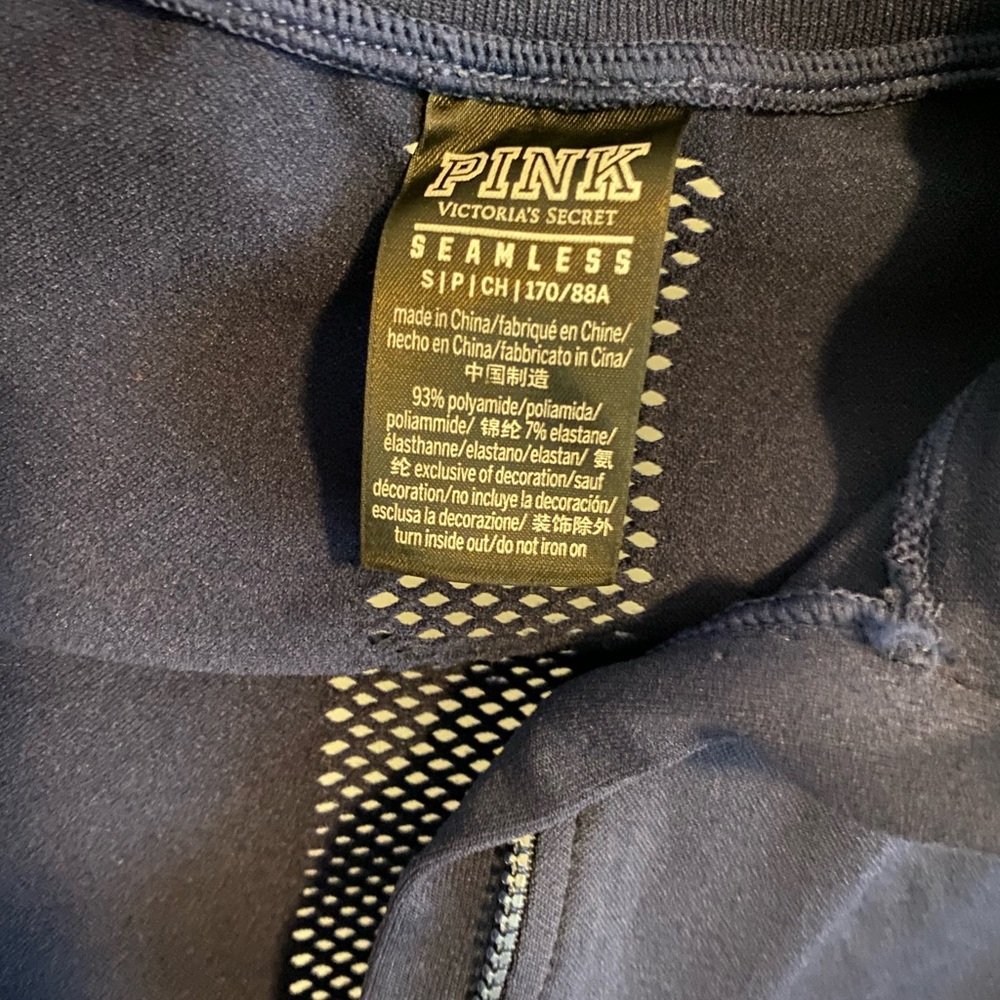 PINK
VICTORIA'S SECRET
SEAMLESS
S|P|CH|170/88A
made in China/fabriqué en Chine/
hecho en China/fabbricato in Cina/
中国制造
93% polyamide/poliamida/
poliammide/ 锦纶 7% elastane/
élasthanne/elastano/elastan/ 氨
纶 exclusive of decoration/sauf
décoration/no incluye la decoración/
esclusa la decorazione/ 装饰除外
turn inside out/do not iron on